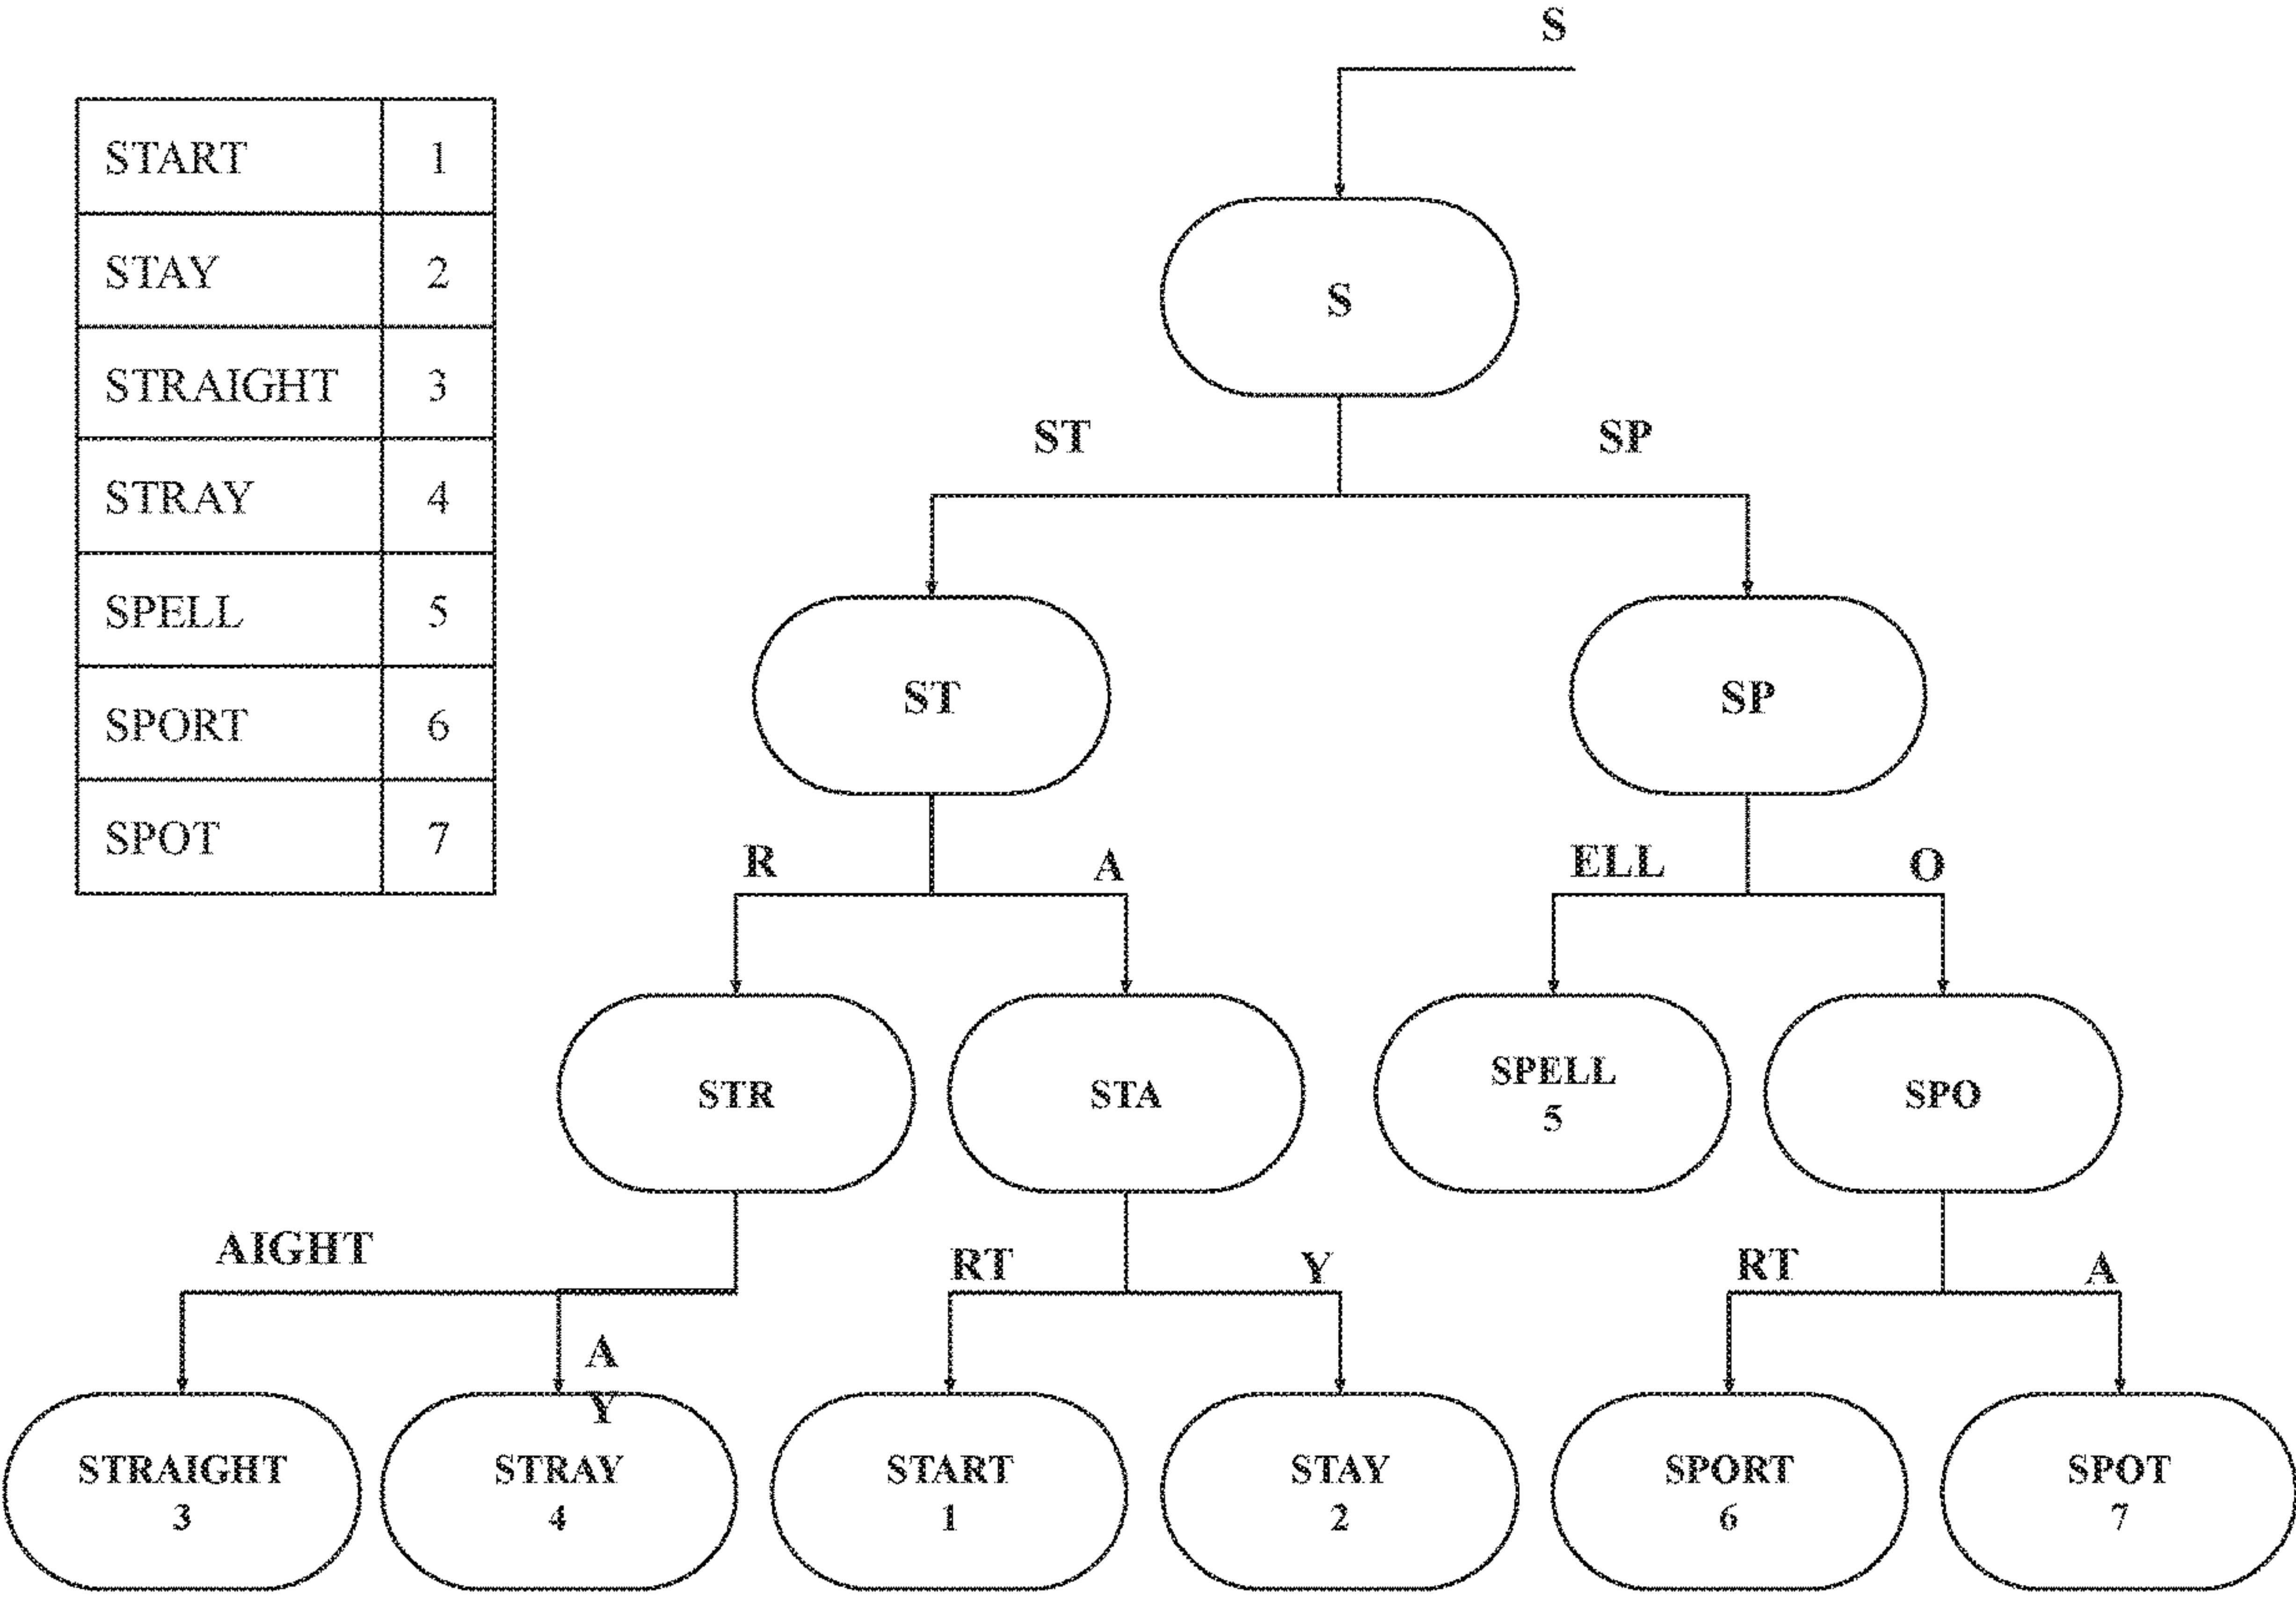 S
START 1
STAY 2
STRAIGHT 3
STRAY 4
SPELL 5
SPORT 6
SPOT 7
S
ST SP
ST SP
R A ELL O
STR STA SPELL SPO
5
AIGHT RT Y RT A
A
Y
STRAIGHT STRAY START STAY SPORT SPOT
3 4 1 2 6 7